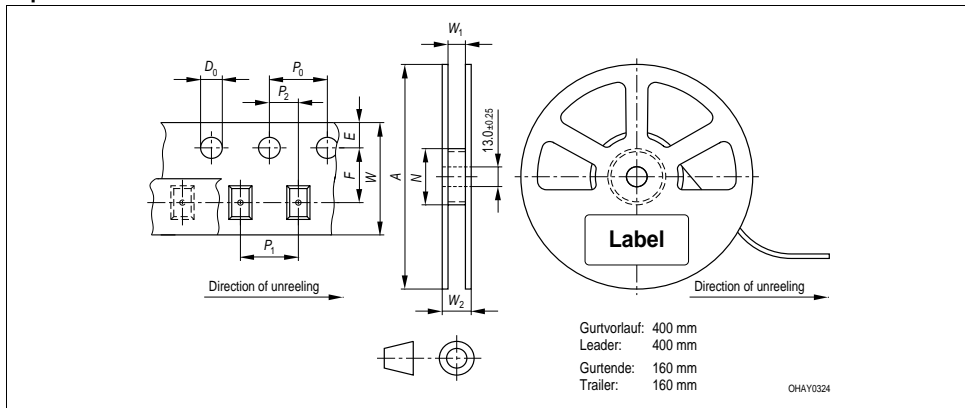 W₁
D₀
P₀
P₂
E
F
W
A
N
13.0±0.25
P₁
W₂
Label
Direction of unreeling
Direction of unreeling
Gurtvorlauf: 400 mm
Leader: 400 mm
Gurtende: 160 mm
Trailer: 160 mm
OHAY0324